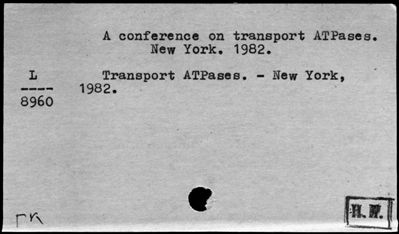 A conference on transport ATPases.
New York. 1982.
L
----
8960
Transport ATPases. - New York,
1982.
ГК